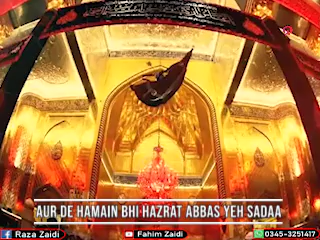 AUR DE HAMAIN BHI HAZRAT ABBAS YEH SADAA
Raza Zaidi
Fahim Zaidi
0345-3251417